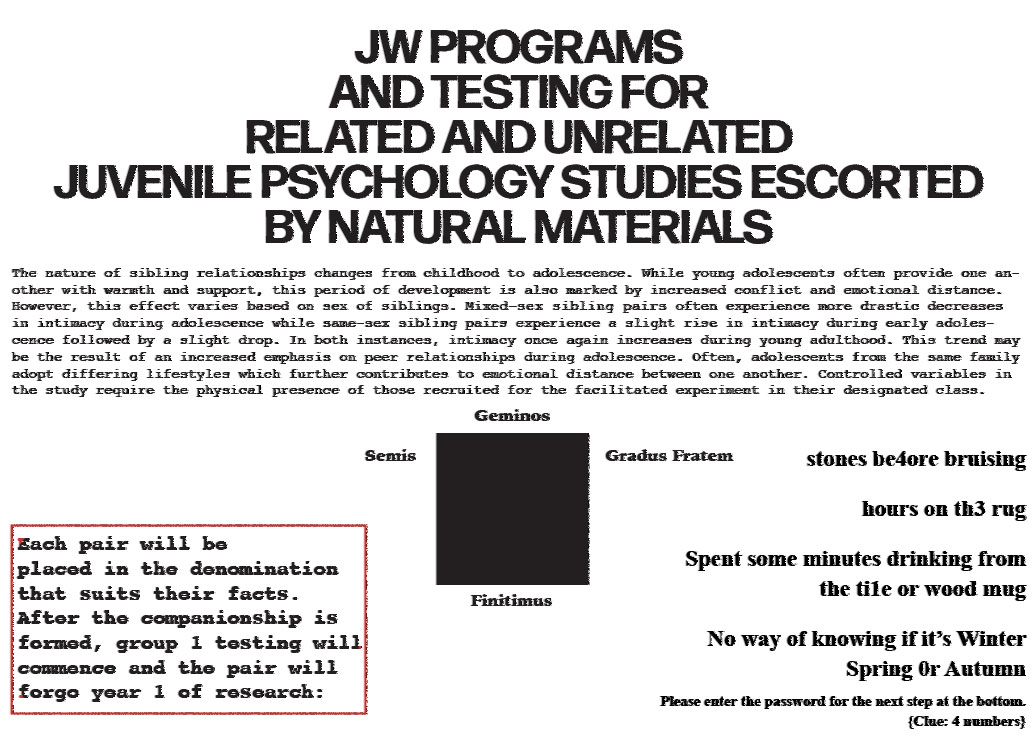 JW PROGRAMS
AND TESTING FOR
RELATED AND UNRELATED
JUVENILE PSYCHOLOGY STUDIES ESCORTED
BY NATURAL MATERIALS
The nature of sibling relationships changes from childhood to adolescence. While young adolescents often provide one an-
other with warmth and support, this period of development is also marked by increased conflict and emotional distance.
However, this effect varies based on sex of siblings. Mixed-sex sibling pairs often experience more drastic decreases
in intimacy during adolescence while same-sex sibling pairs experience a slight rise in intimacy during early adoles-
cence followed by a slight drop. In both instances, intimacy once again increases during young adulthood. This trend may
be the result of an increased emphasis on peer relationships during adolescence. Often, adolescents from the same family
adopt differing lifestyles which further contributes to emotional distance between one another. Controlled variables in
the study require the physical presence of those recruited for the facilitated experiment in their designated class.
Geminos
Semis
Gradus Fratem
Finitimus
Each pair will be
placed in the denomination
that suits their facts.
After the companionship is
formed, group 1 testing will
commence and the pair will
forgo year 1 of research:
stones be4ore bruising
hours on th3 rug
Spent some minutes drinking from
the ti1e or wood mug
No way of knowing if it's Winter
Spring 0r Autumn
Please enter the password for the next step at the bottom.
{Clue: 4 numbers}